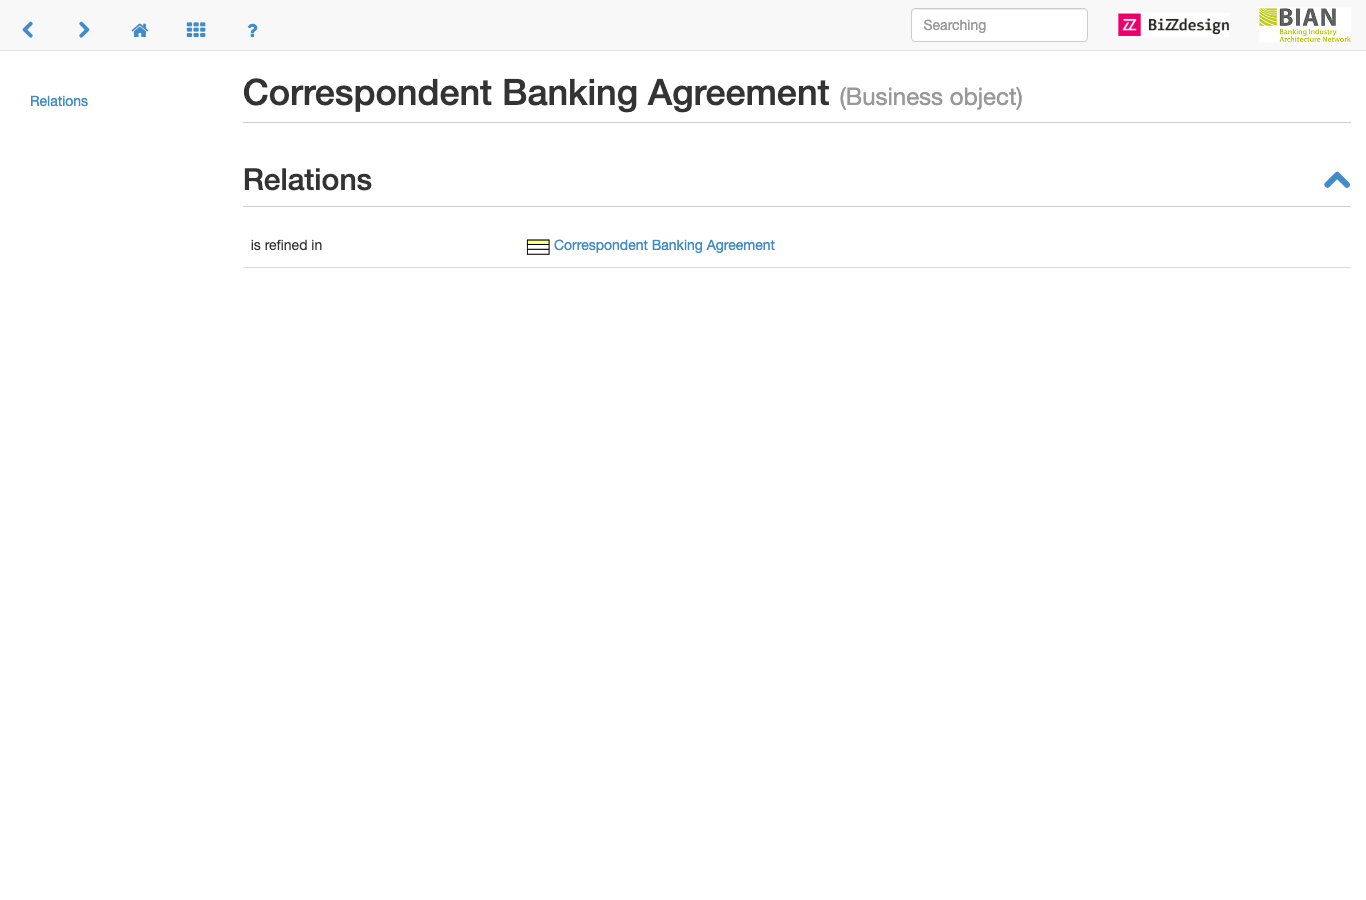 Searching
BiZZdesign
BIAN
Banking Industry
Architecture Network
Relations
Correspondent Banking Agreement (Business object)
Relations
is refined in Correspondent Banking Agreement